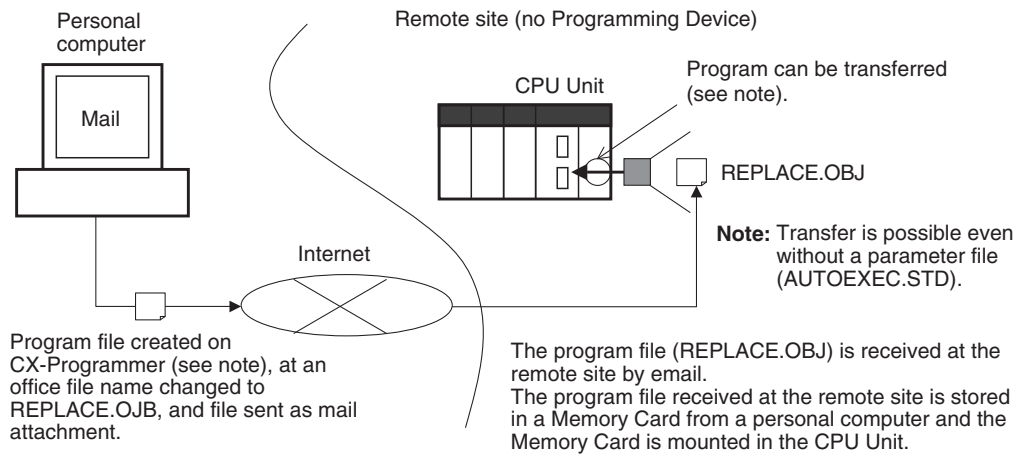 Personal
computer
Mail
Remote site (no Programming Device)
CPU Unit
Program can be transferred
(see note).
REPLACE.OBJ
Note: Transfer is possible even
without a parameter file
(AUTOEXEC.STD).
Internet
Program file created on
CX-Programmer (see note), at an
office file name changed to
REPLACE.OJB, and file sent as mail
attachment.
The program file (REPLACE.OBJ) is received at the
remote site by email.
The program file received at the remote site is stored
in a Memory Card from a personal computer and the
Memory Card is mounted in the CPU Unit.